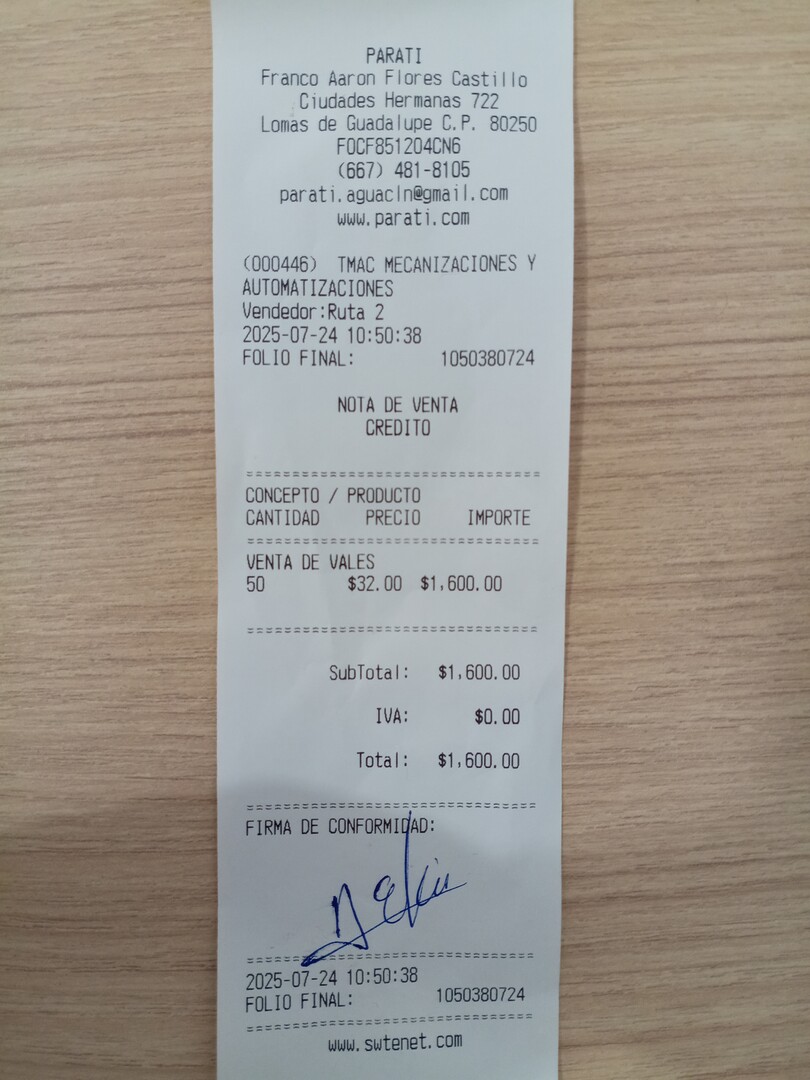 PARATI
Franco Aaron Flores Castillo
Ciudades Hermanas 722
Lomas de Guadalupe C.P. 80250
FOCF851204CN6
(667) 481-8105
parati.aguacln@gmail.com
www.parati.com
(000446) TMAC MECANIZACIONES Y
AUTOMATIZACIONES
Vendedor:Ruta 2
2025-07-24 10:50:38
FOLIO FINAL: 1050380724
NOTA DE VENTA
CREDITO
================================
CONCEPTO / PRODUCTO
CANTIDAD PRECIO IMPORTE
================================
VENTA DE VALES
50 $32.00 $1,600.00
================================
SubTotal: $1,600.00
IVA: $0.00
Total: $1,600.00
================================
FIRMA DE CONFORMIDAD:
================================
2025-07-24 10:50:38
FOLIO FINAL: 1050380724
================================
www.swtenet.com